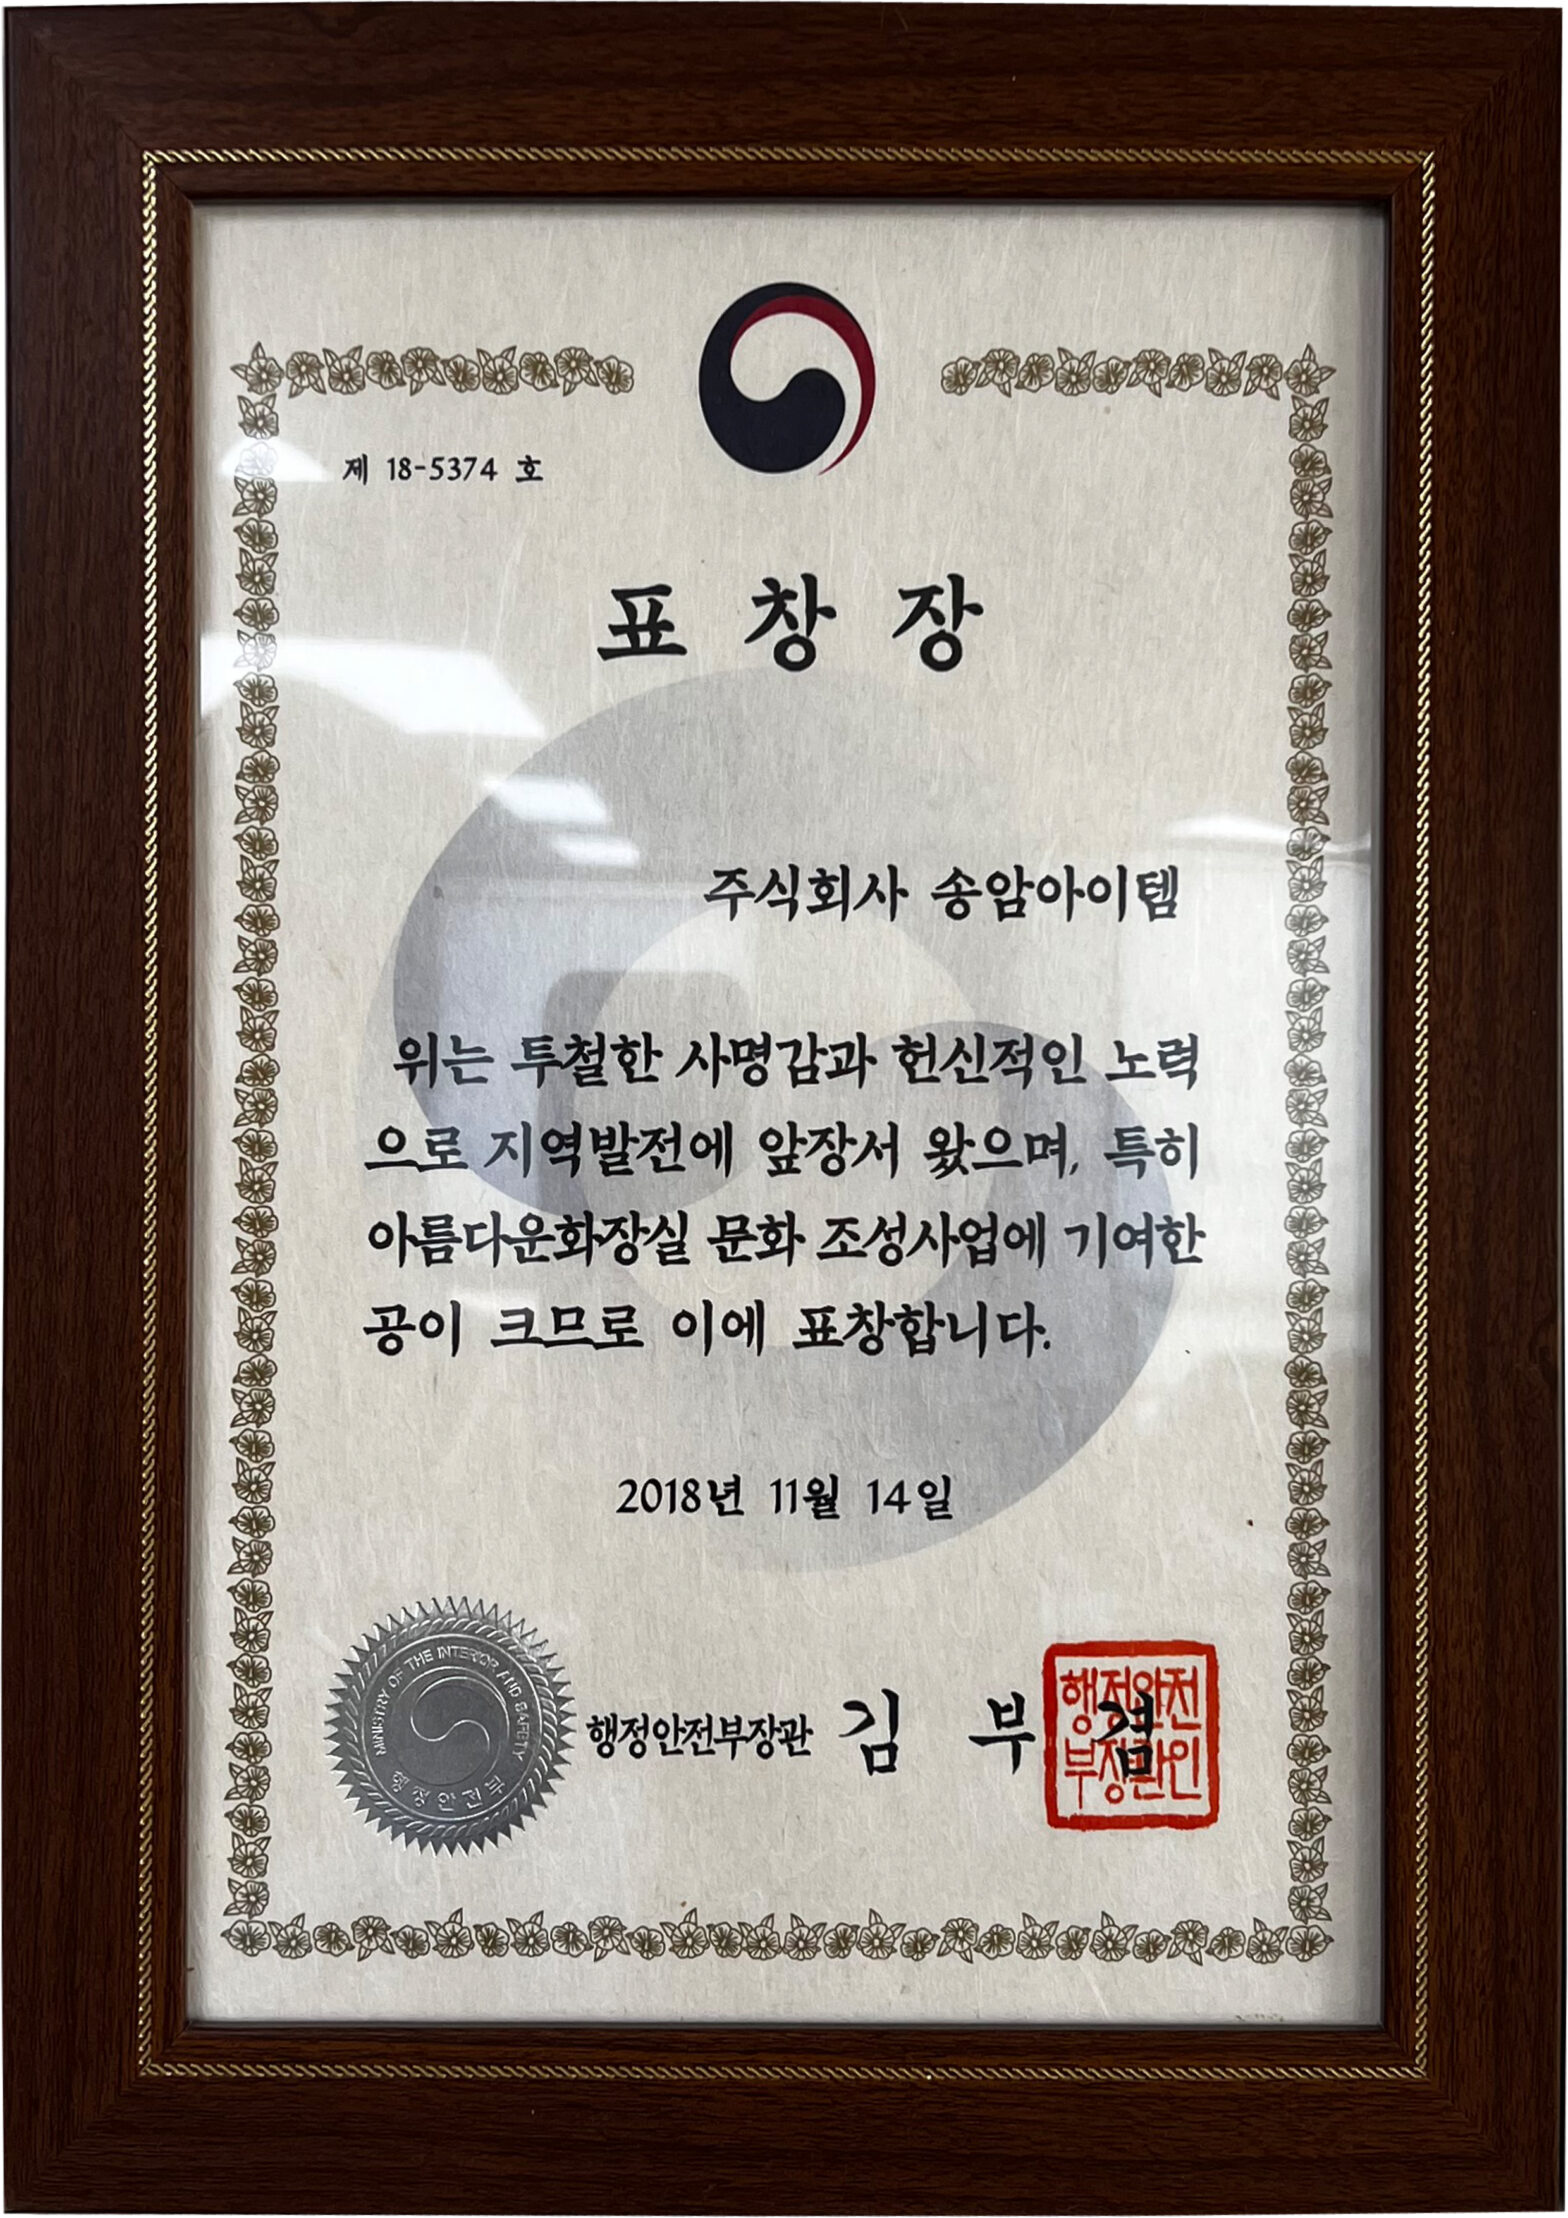 제 18-5374 호
표 창 장
주식회사 송암아이템
위는 투철한 사명감과 헌신적인 노력
으로 지역발전에 앞장서 왔으며, 특히
아름다운화장실 문화 조성사업에 기여한
공이 크므로 이에 표창합니다.
2018년 11월 14일
MINISTRY OF THE INTERIOR AND SAFETY
행정안전부
행정안전부장관 김 부 겸
행정안전
부장관인